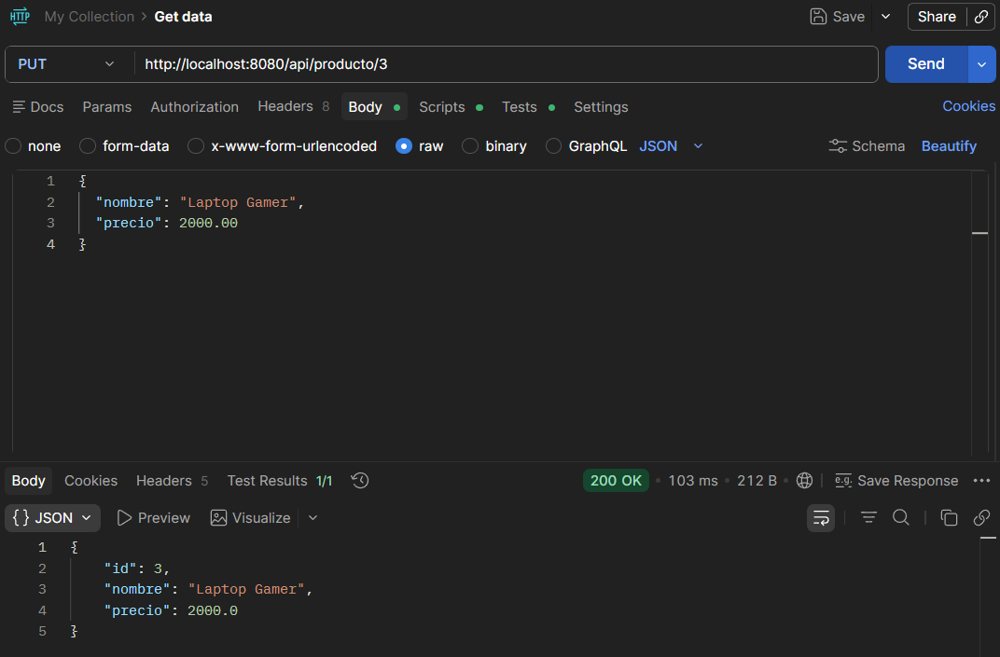 HTTP My Collection > Get data Save Share
PUT http://localhost:8080/api/producto/3 Send
Docs Params Authorization Headers 8 Body Scripts Tests Settings Cookies
none form-data x-www-form-urlencoded raw binary GraphQL JSON Schema Beautify
1 {
2 "nombre": "Laptop Gamer",
3 "precio": 2000.00
4 }
Body Cookies Headers 5 Test Results 1/1 200 OK • 103 ms • 212 B • e.g. Save Response
{} JSON Preview Visualize
1 {
2 "id": 3,
3 "nombre": "Laptop Gamer",
4 "precio": 2000.0
5 }